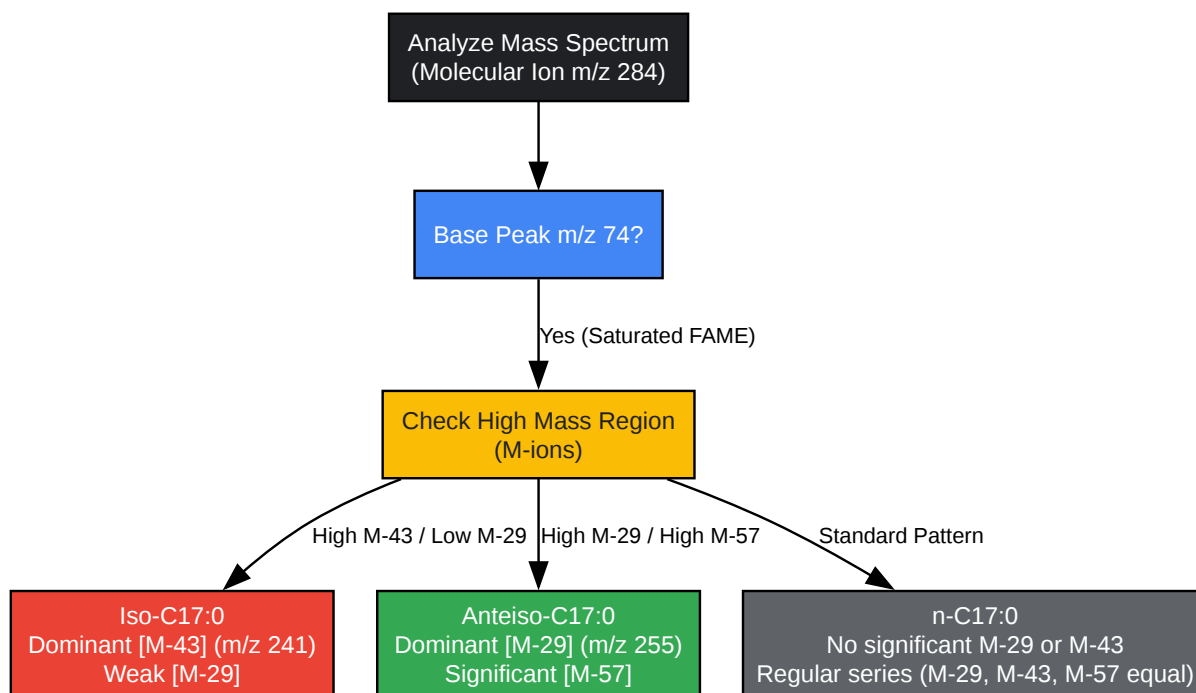 Analyze Mass Spectrum
(Molecular Ion m/z 284)
Base Peak m/z 74?
Yes (Saturated FAME)
Check High Mass Region
(M-ions)
High M-43 / Low M-29
High M-29 / High M-57
Standard Pattern
Iso-C17:0
Dominant [M-43] (m/z 241)
Weak [M-29]
Anteiso-C17:0
Dominant [M-29] (m/z 255)
Significant [M-57]
n-C17:0
No significant M-29 or M-43
Regular series (M-29, M-43, M-57 equal)